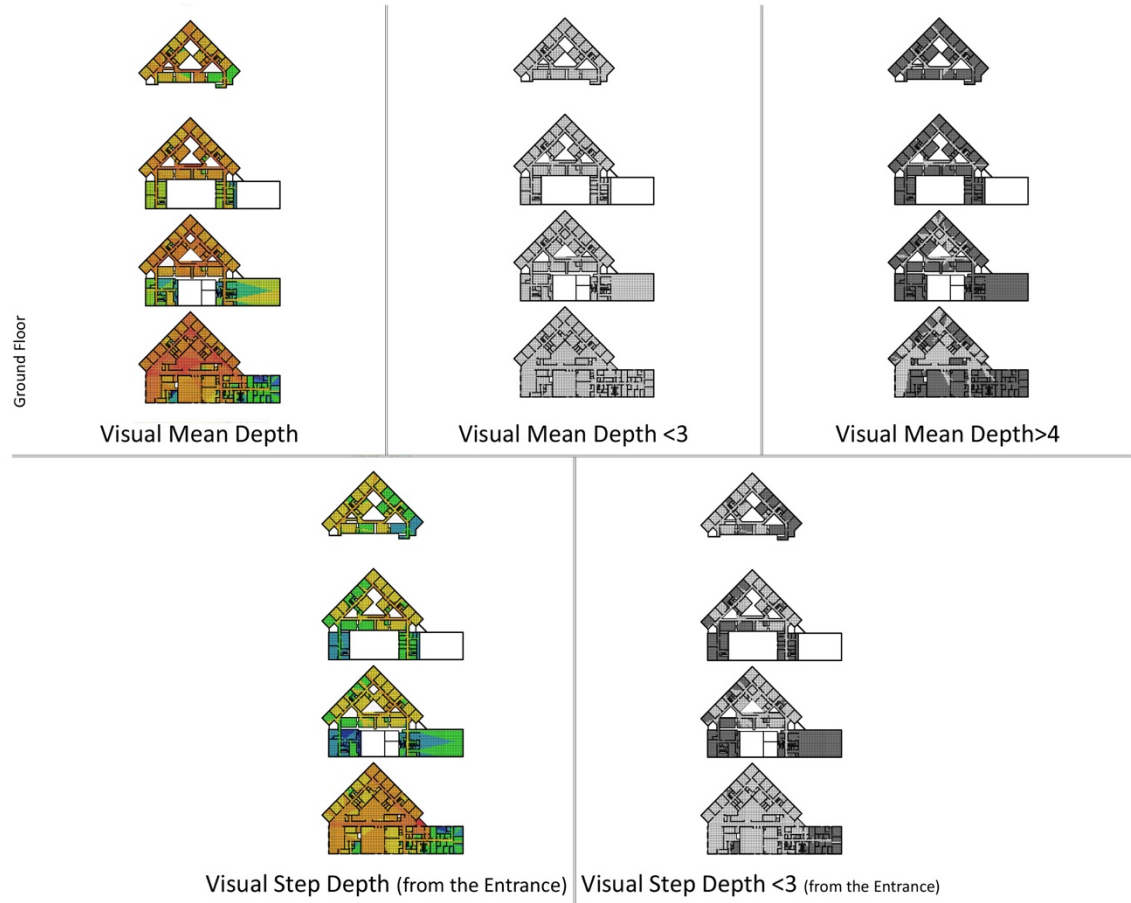 Ground Floor
Visual Mean Depth
Visual Mean Depth <3
Visual Mean Depth>4
Visual Step Depth (from the Entrance)
Visual Step Depth <3 (from the Entrance)